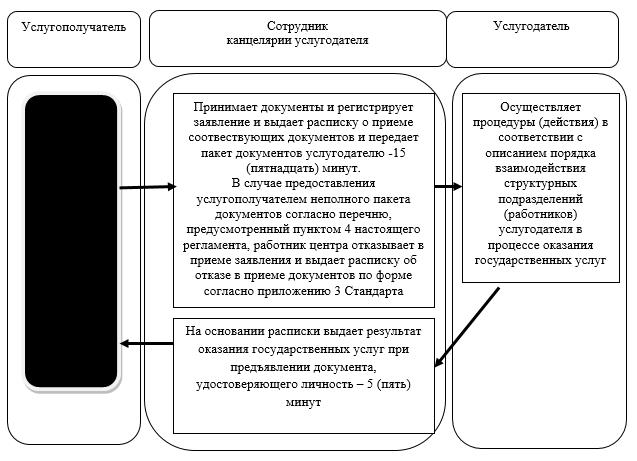 Услугополучатель
Сотрудник
канцелярии услугодателя
Услугодатель
Принимает документы и регистрирует
заявление и выдает расписку о приеме
соотвествующих документов и передает
пакет документов услугодателю -15
(пятнадцать) минут.
В случае предоставления
услугополучателем неполного пакета
документов согласно перечню,
предусмотренный пунктом 4 настоящего
регламента, работник центра отказывает в
приеме заявления и выдает расписку об
отказе в приеме документов по форме
согласно приложению 3 Стандарта
Осуществляет
процедуры (действия) в
соответствии с
описанием порядка
взаимодействия
структурных
подразделений
(работников)
услугодателя в
процессе оказания
государственных услуг
На основании расписки выдает результат
оказания государственных услуг при
предъявлении документа,
удостоверяющего личность – 5 (пять)
минут